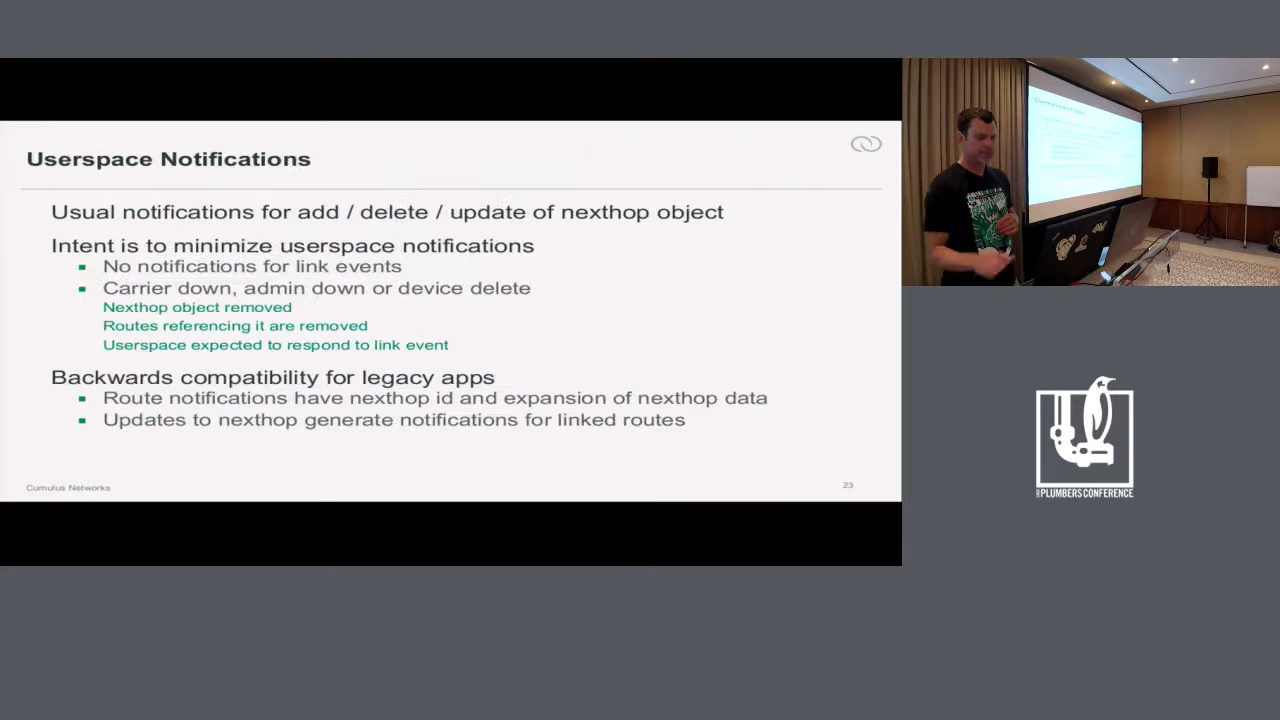 Userspace Notifications
Usual notifications for add / delete / update of nexthop object
Intent is to minimize userspace notifications
No notifications for link events
Carrier down, admin down or device delete
Nexthop object removed
Routes referencing it are removed
Userspace expected to respond to link event
Backwards compatibility for legacy apps
Route notifications have nexthop id and expansion of nexthop data
Updates to nexthop generate notifications for linked routes
Cumulus Networks
23
PLUMBERS CONFERENCE